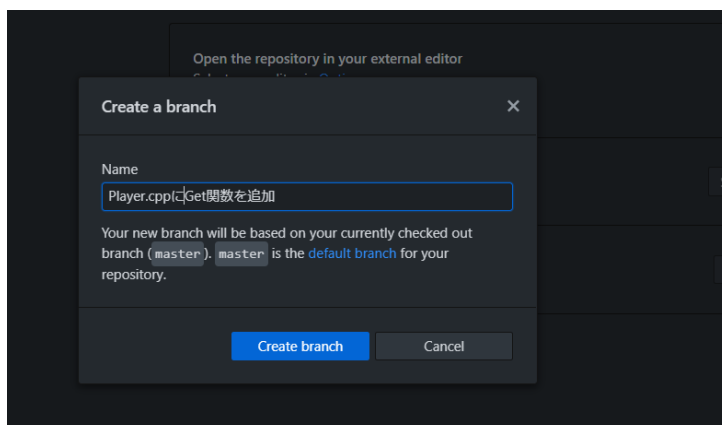 Open the repository in your external editor
Create a branch
Name
Player.cppにGet関数を追加
Your new branch will be based on your currently checked out
branch (master). master is the default branch for your
repository.
Create branch
Cancel